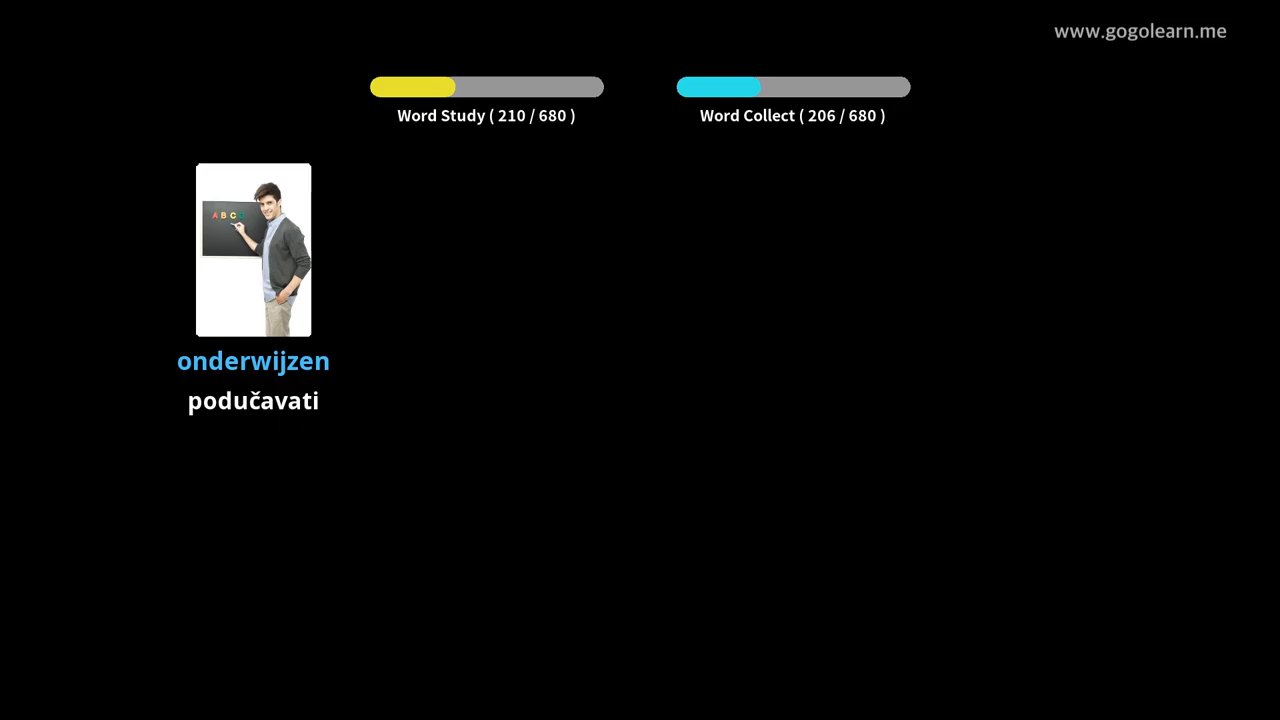 www.gogolearn.me
Word Study ( 210 / 680 )
Word Collect ( 206 / 680 )
A B C D
onderwijzen
podučavati